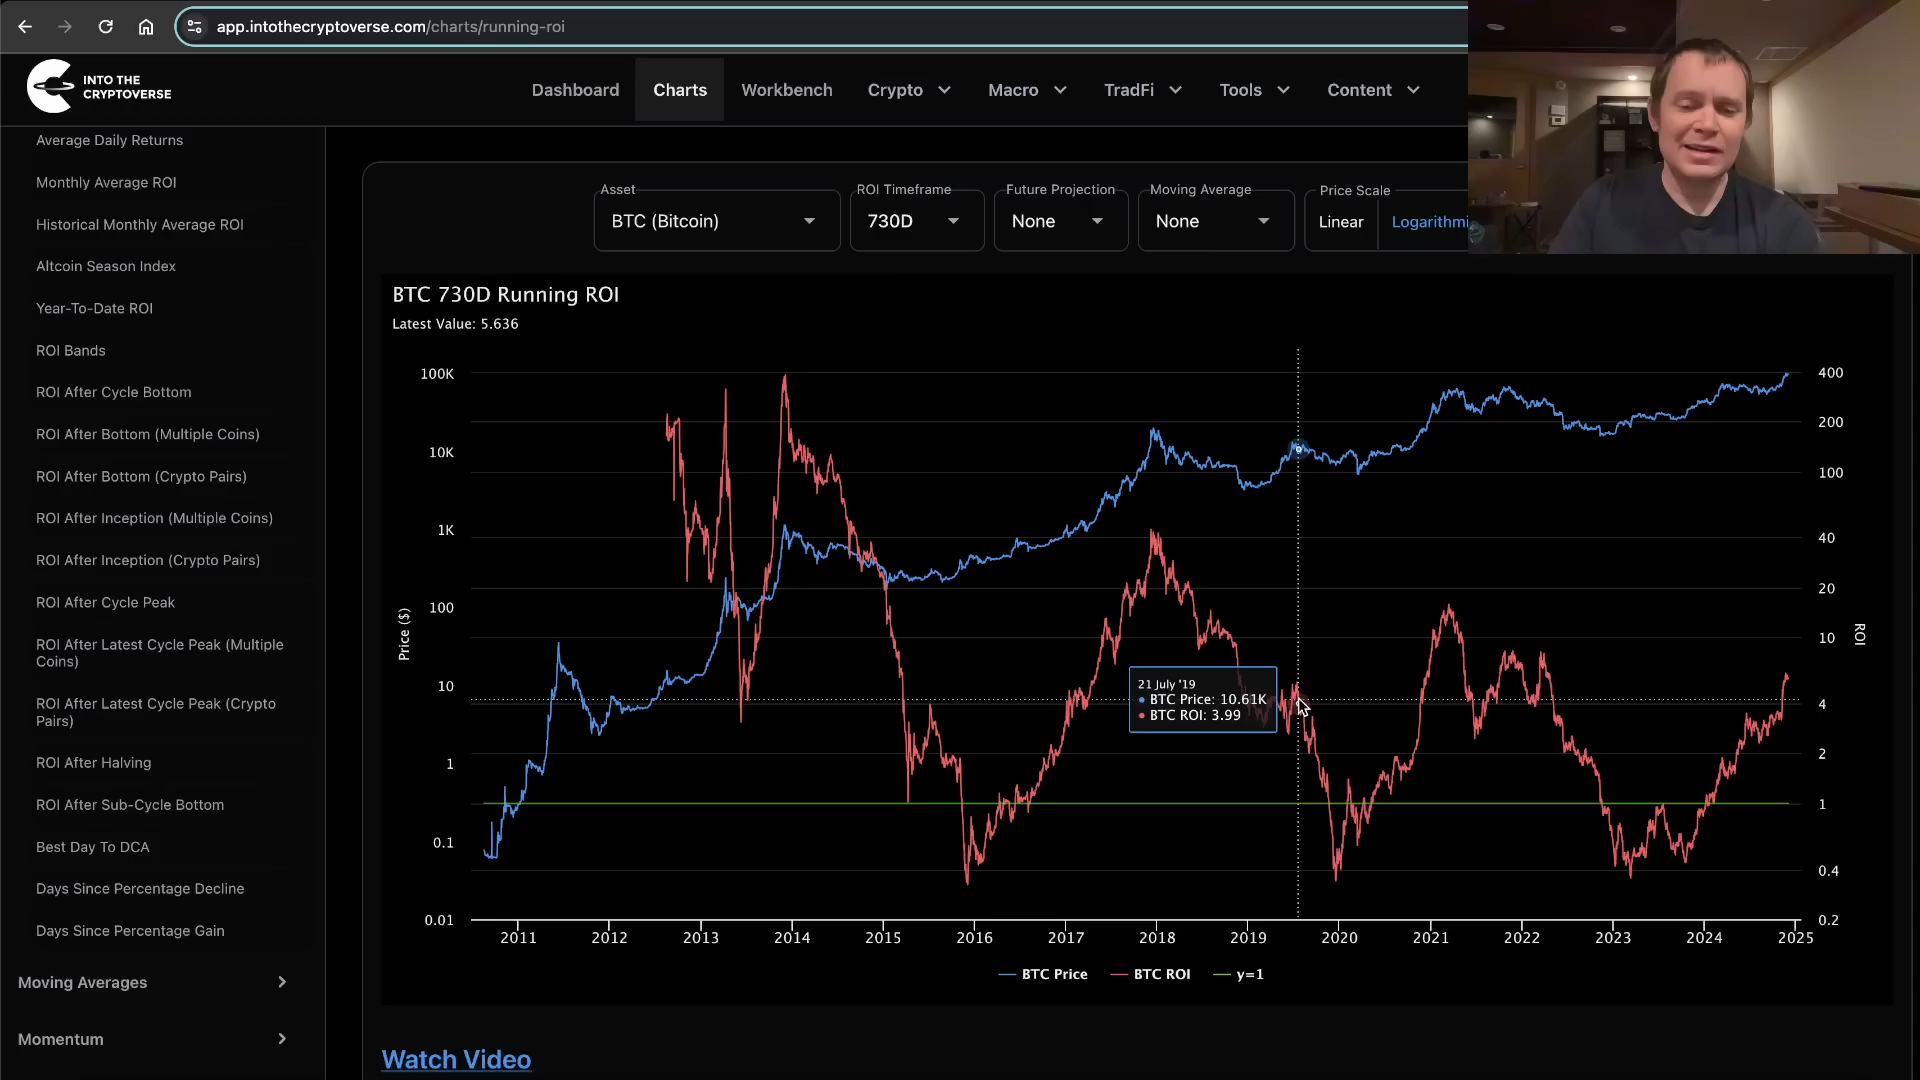 app.intothecryptoverse.com/charts/running-roi
INTO THE
CRYPTOVERSE
Dashboard
Charts
Workbench
Crypto
Macro
TradFi
Tools
Content
Average Daily Returns
Monthly Average ROI
Historical Monthly Average ROI
Altcoin Season Index
Year-To-Date ROI
ROI Bands
ROI After Cycle Bottom
ROI After Bottom (Multiple Coins)
ROI After Bottom (Crypto Pairs)
ROI After Inception (Multiple Coins)
ROI After Inception (Crypto Pairs)
ROI After Cycle Peak
ROI After Latest Cycle Peak (Multiple
Coins)
ROI After Latest Cycle Peak (Crypto
Pairs)
ROI After Halving
ROI After Sub-Cycle Bottom
Best Day To DCA
Days Since Percentage Decline
Days Since Percentage Gain
Moving Averages
Momentum
Asset
BTC (Bitcoin)
ROI Timeframe
730D
Future Projection
None
Moving Average
None
Price Scale
Linear
Logarithmi
BTC 730D Running ROI
Latest Value: 5.636
Price ($)
100K
10K
1K
100
10
1
0.1
0.01
21 July '19
BTC Price: 10.61K
BTC ROI: 3.99
400
200
100
40
20
10
4
2
1
0.4
0.2
ROI
2011
2012
2013
2014
2015
2016
2017
2018
2019
2020
2021
2022
2023
2024
2025
BTC Price
BTC ROI
y=1
Watch Video